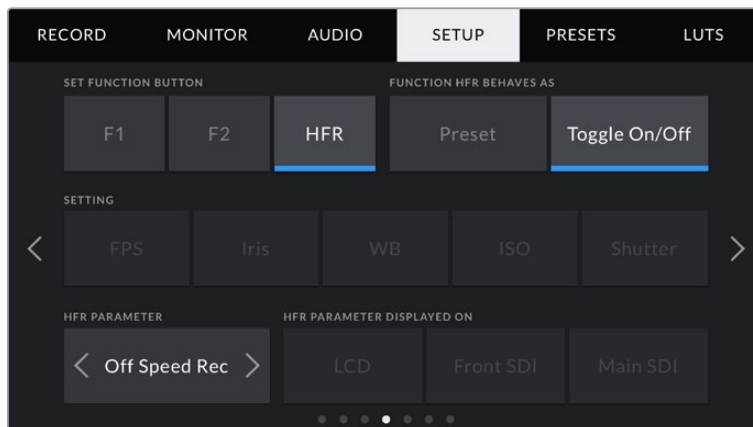 RECORD MONITOR AUDIO SETUP PRESETS LUTS
SET FUNCTION BUTTON FUNCTION HFR BEHAVES AS
F1 F2 HFR Preset Toggle On/Off
SETTING
FPS Iris WB ISO Shutter
HFR PARAMETER HFR PARAMETER DISPLAYED ON
Off Speed Rec LCD Front SDI Main SDI